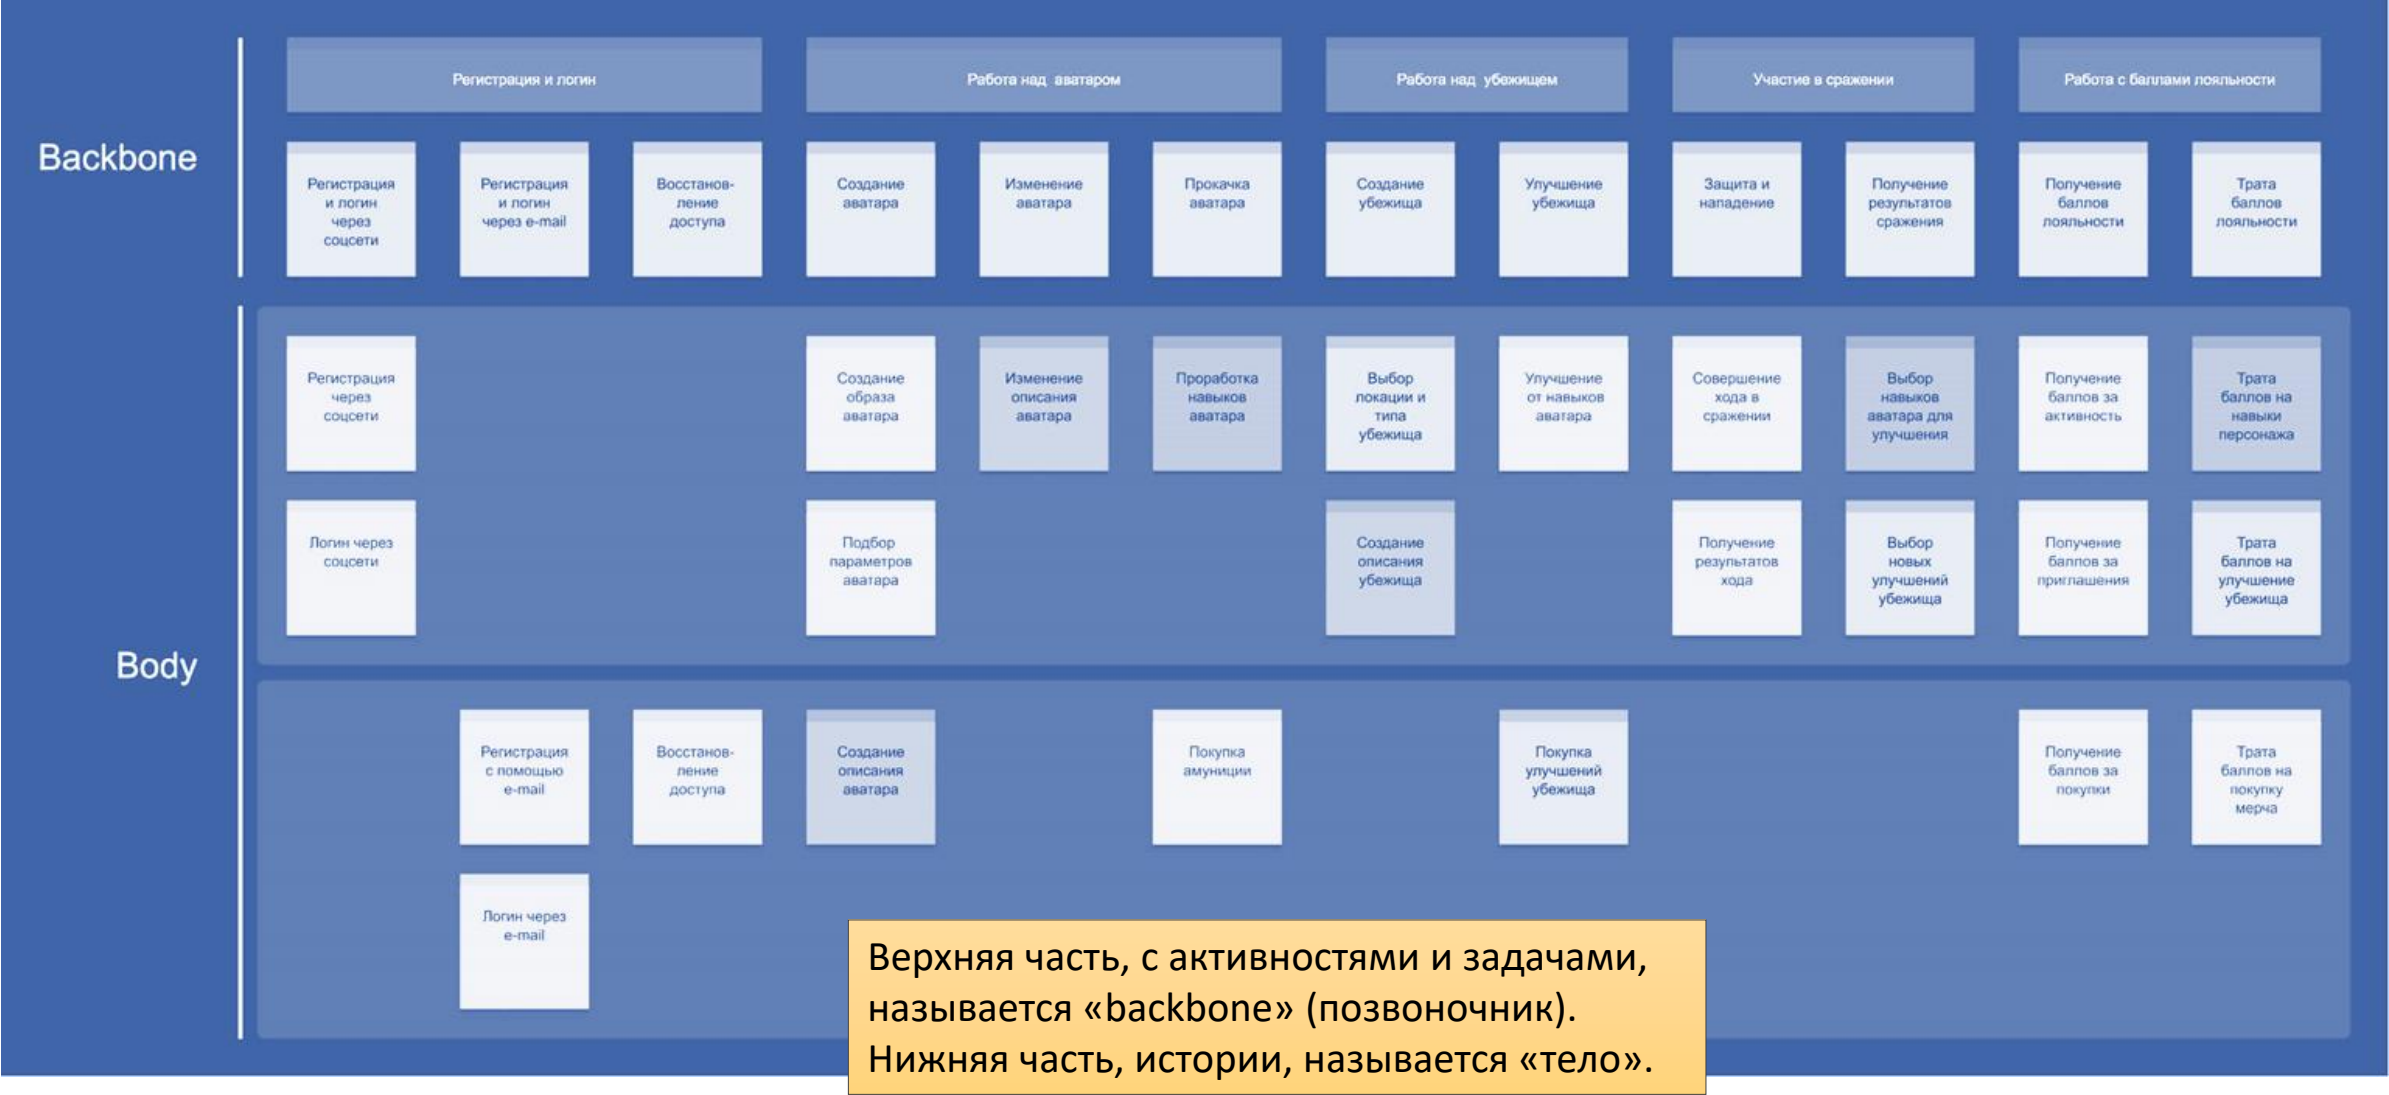 Регистрация и логин
Работа над аватаром
Работа над убежищем
Участие в сражении
Работа с баллами лояльности
Backbone
Регистрация
и логин
через
соцсети
Регистрация
и логин
через e-mail
Восстанов-
ление
доступа
Создание
аватара
Изменение
аватара
Прокачка
аватара
Создание
убежища
Улучшение
убежища
Защита и
нападение
Получение
результатов
сражения
Получение
баллов
лояльности
Трата
баллов
лояльности
Body
Регистрация
через
соцсети
Создание
образа
аватара
Изменение
описания
аватара
Проработка
навыков
аватара
Выбор
локации и
типа
убежища
Улучшение
от навыков
аватара
Совершение
хода в
сражении
Выбор
навыков
аватара для
улучшения
Получение
баллов за
активность
Трата
баллов на
навыки
персонажа
Логин через
соцсети
Подбор
параметров
аватара
Создание
описания
убежища
Получение
результатов
хода
Выбор
новых
улучшений
убежища
Получение
баллов за
приглашения
Трата
баллов на
улучшение
убежища
Регистрация
с помощью
e-mail
Восстанов-
ление
доступа
Создание
описания
аватара
Покупка
амуниции
Покупка
улучшений
убежища
Получение
баллов за
покупки
Трата
баллов на
покупку
мерча
Логин через
e-mail
Верхняя часть, с активностями и задачами,
называется «backbone» (позвоночник).
Нижняя часть, истории, называется «тело».